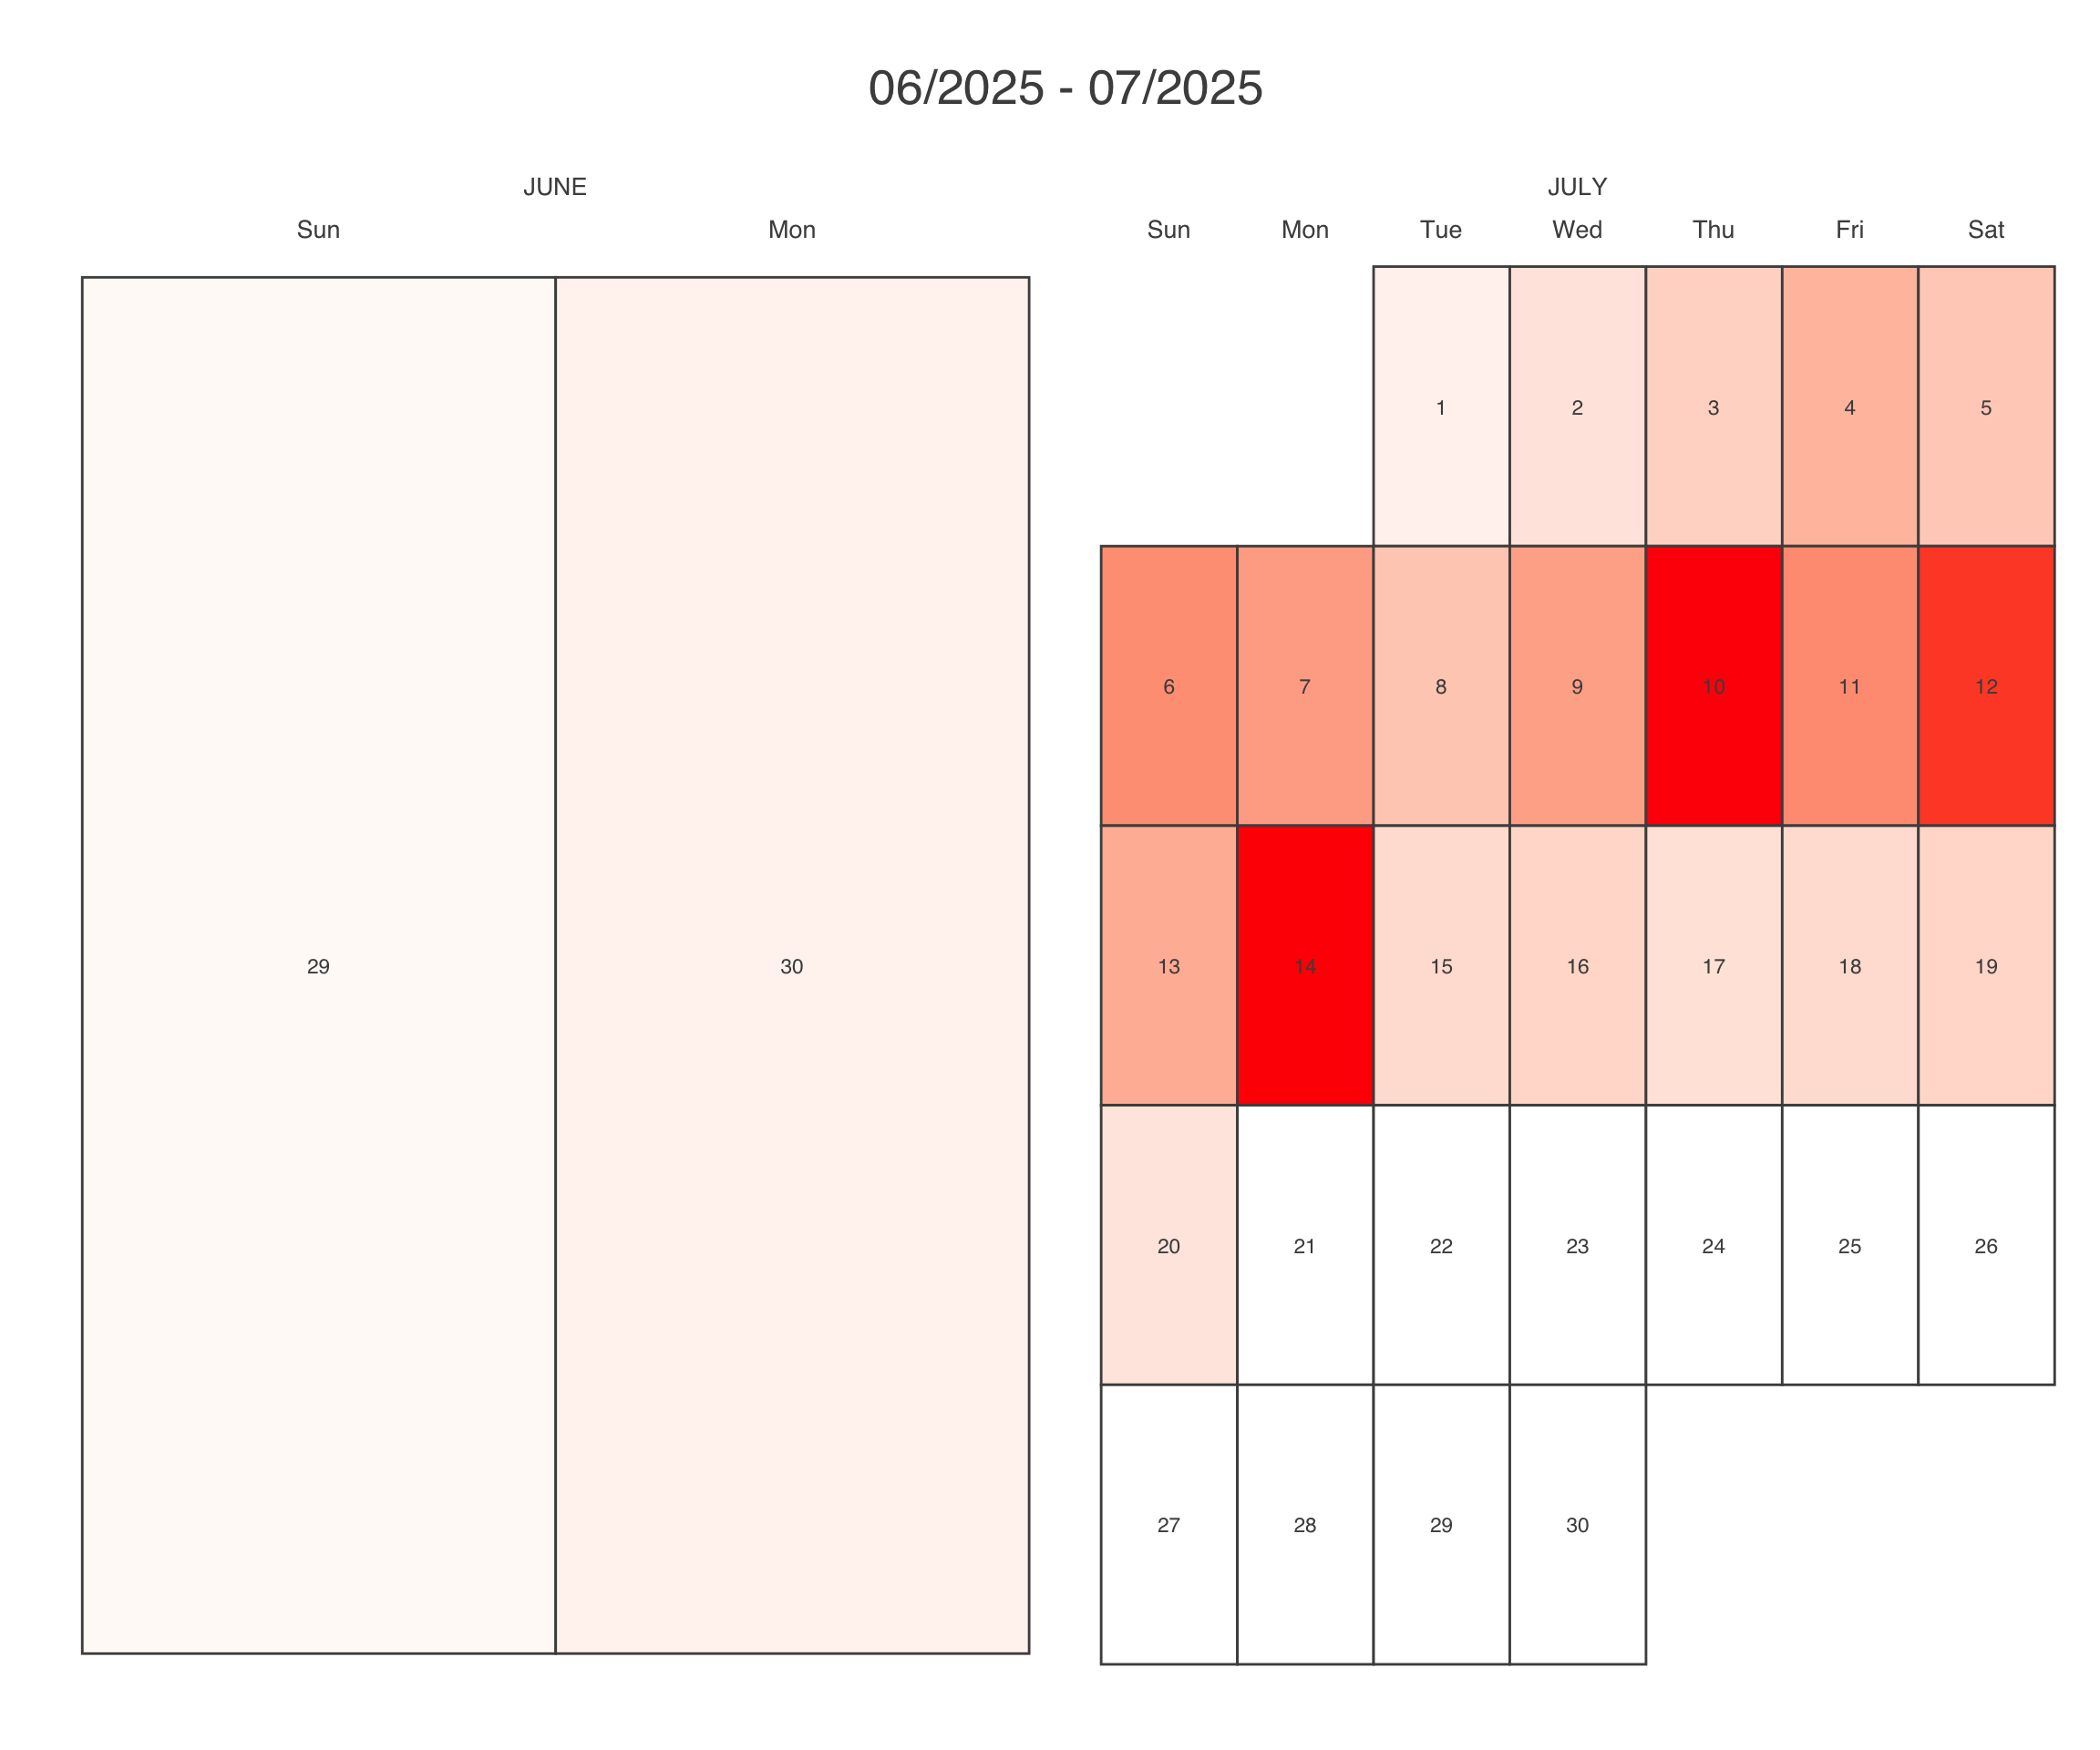 06/2025 - 07/2025
JUNE
Sun Mon
29 30
JULY
Sun Mon Tue Wed Thu Fri Sat
1 2 3 4 5
6 7 8 9 10 11 12
13 14 15 16 17 18 19
20 21 22 23 24 25 26
27 28 29 30